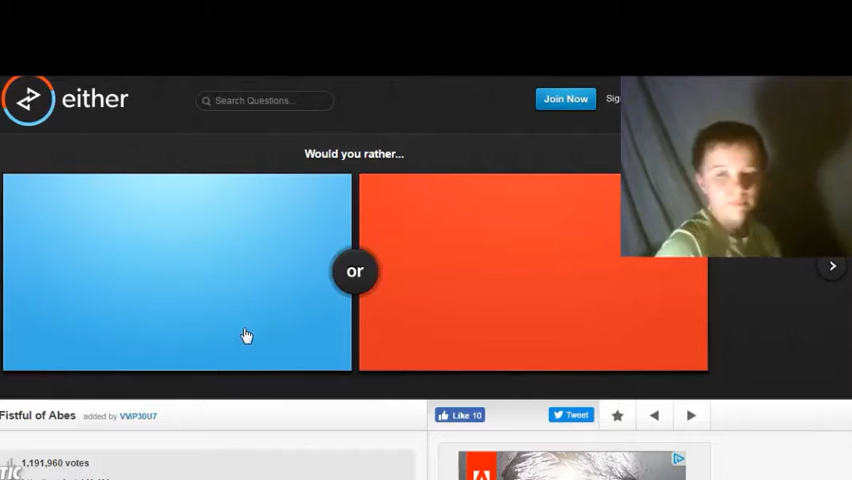 either
Search Questions...
Join Now
Would you rather...
or
Fistful of Abes added by VViP30U7
Like 10
Tweet
1,191,960 votes